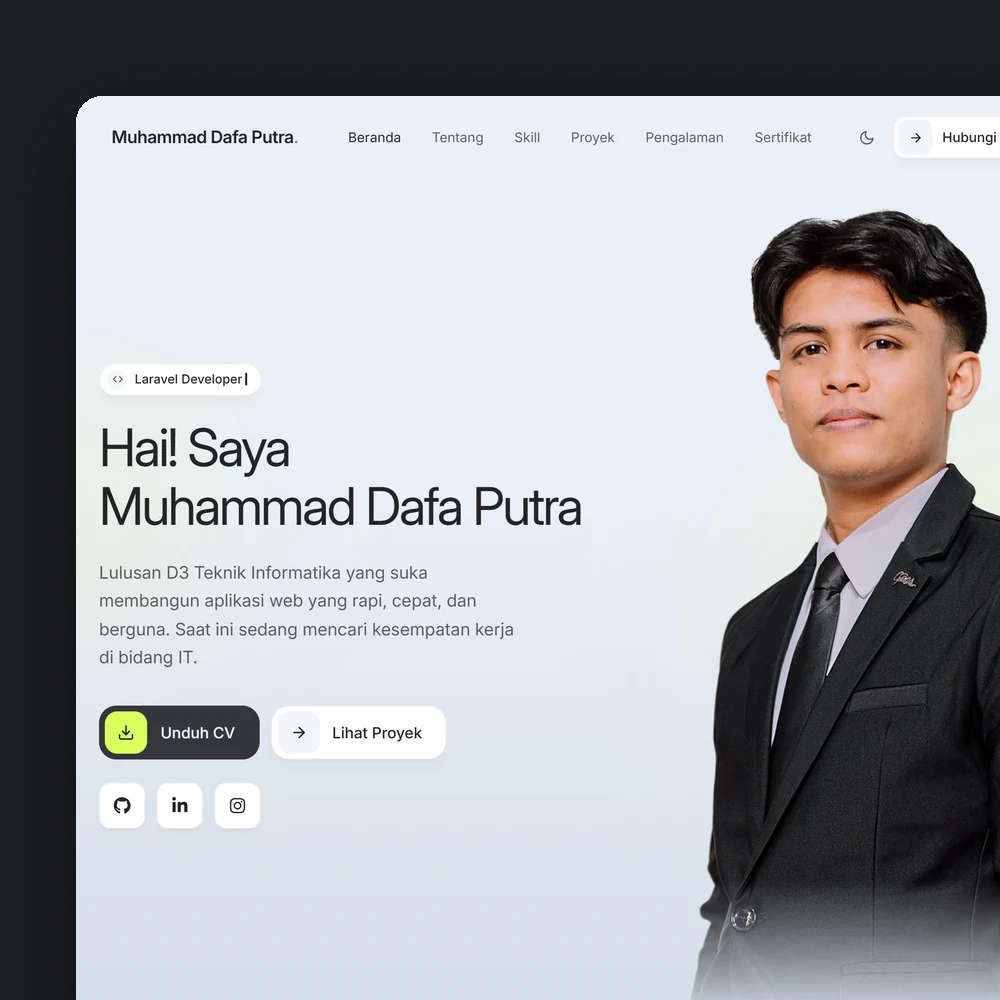 Muhammad Dafa Putra.
Beranda
Tentang
Skill
Proyek
Pengalaman
Sertifikat
Hubungi
Laravel Developer
Hai! Saya
Muhammad Dafa Putra
Lulusan D3 Teknik Informatika yang suka
membangun aplikasi web yang rapi, cepat, dan
berguna. Saat ini sedang mencari kesempatan kerja
di bidang IT.
Unduh CV
Lihat Proyek
in